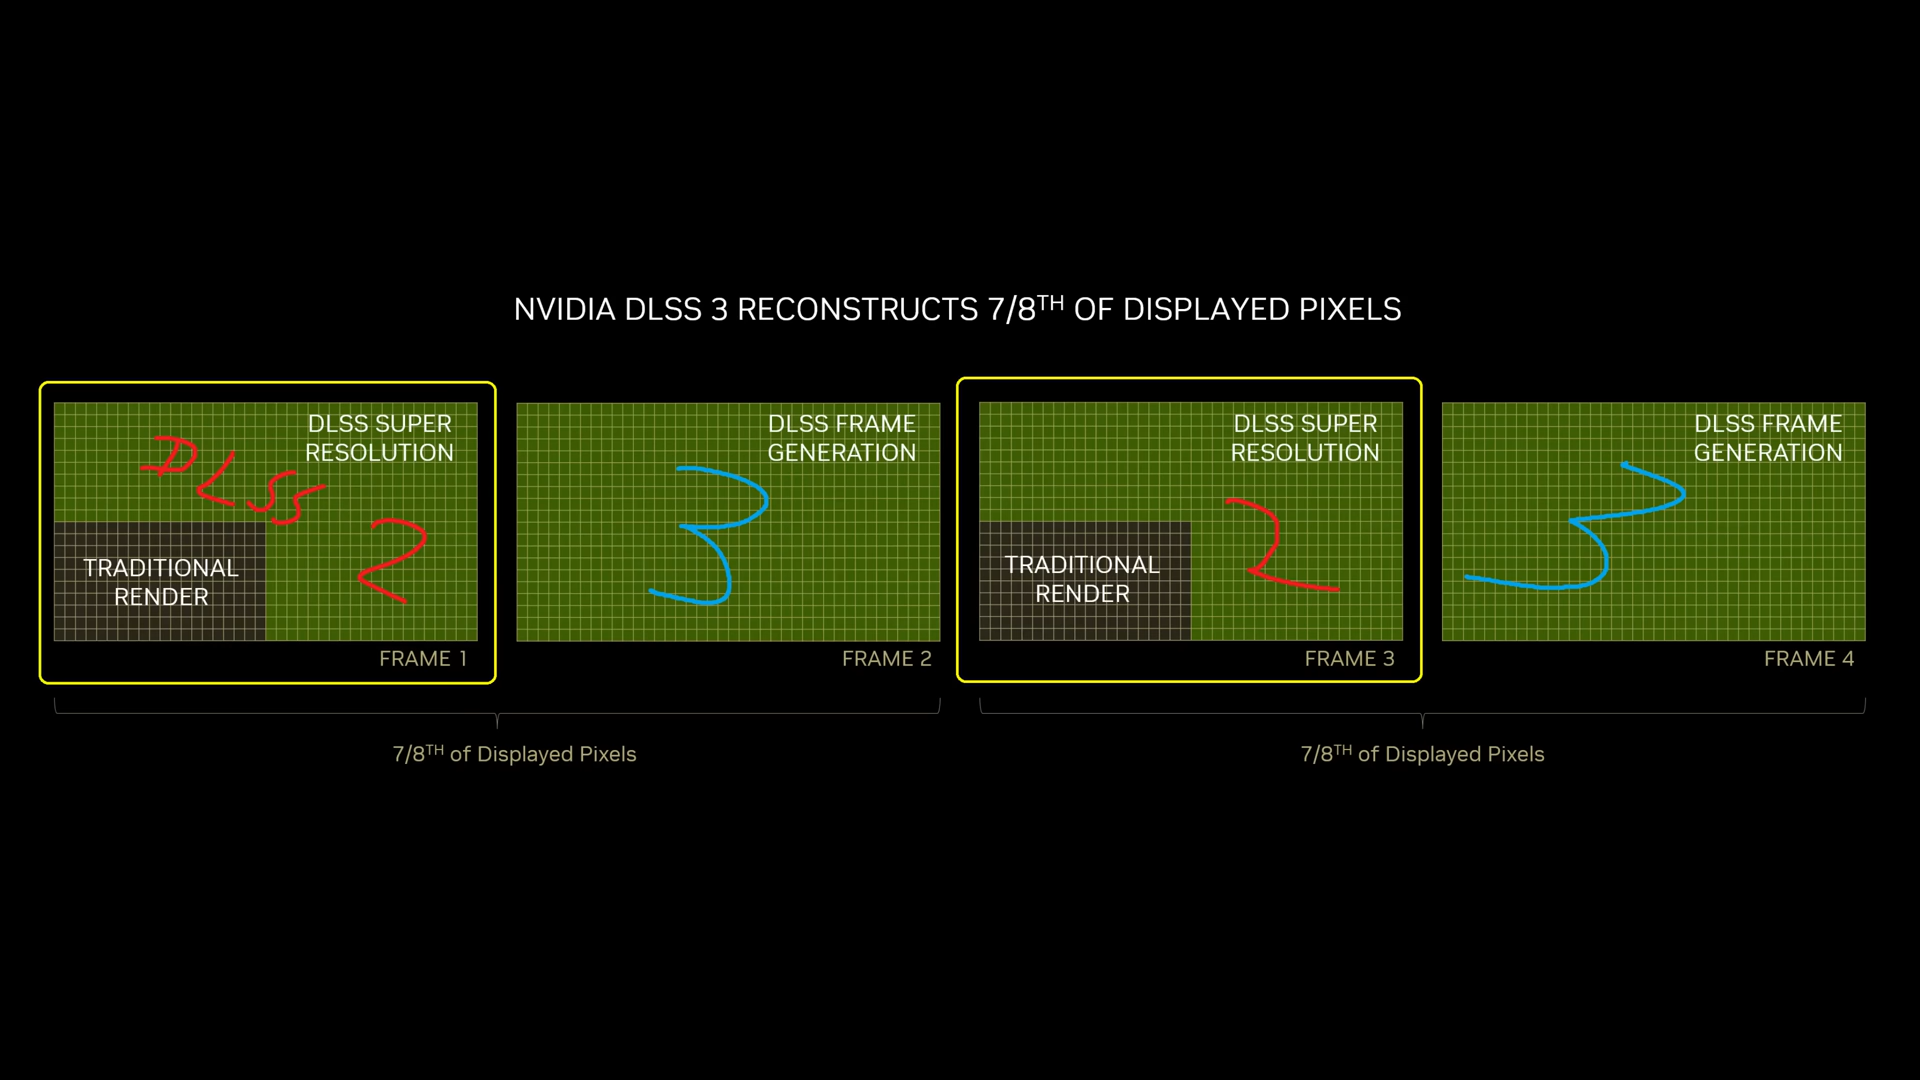 NVIDIA DLSS 3 RECONSTRUCTS 7/8TH OF DISPLAYED PIXELS
DLSS SUPER
RESOLUTION
DLSS
2
TRADITIONAL
RENDER
FRAME 1
DLSS FRAME
GENERATION
3
FRAME 2
7/8TH of Displayed Pixels
DLSS SUPER
RESOLUTION
2
TRADITIONAL
RENDER
FRAME 3
DLSS FRAME
GENERATION
3
FRAME 4
7/8TH of Displayed Pixels